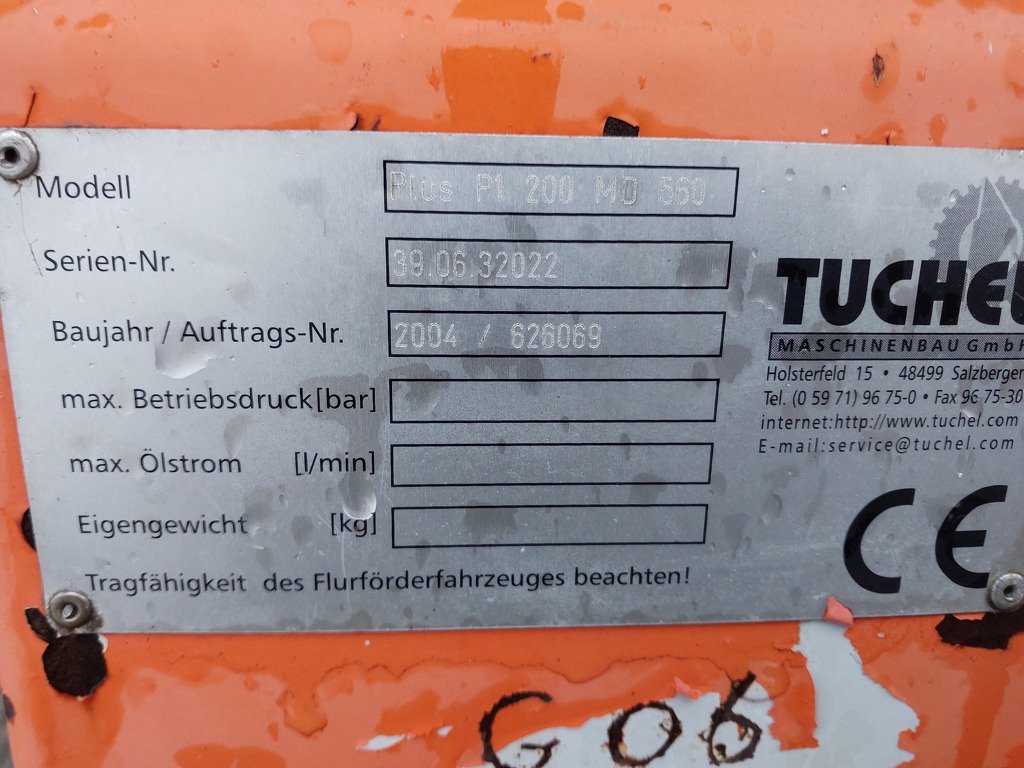 Modell Plus P1 200 MD 560
Serien-Nr. 39.06.32022
Baujahr / Auftrags-Nr. 2004 / 626069
max. Betriebsdruck [bar]
max. Ölstrom [l/min]
Eigengewicht [kg]
Tragfähigkeit des Flurförderfahrzeuges beachten!
TUCHEL
MASCHINENBAU GmbH
Holsterfeld 15 • 48499 Salzbergen
Tel. (0 59 71) 96 75-0 • Fax 96 75-30
internet:http://www.tuchel.com
E-mail:service@tuchel.com
CE
G06